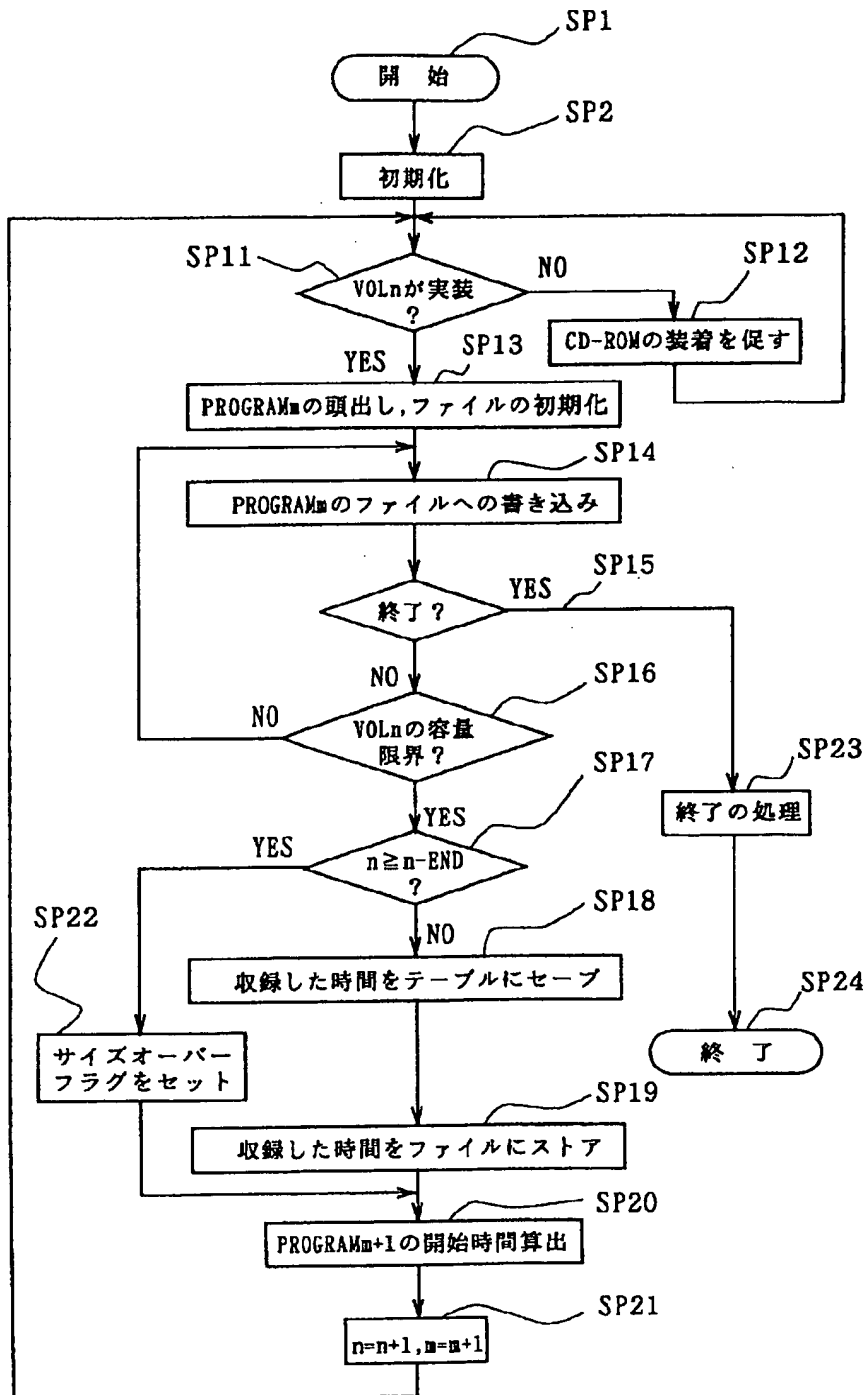 SP1
開 始
SP2
初期化
SP11
VOLnが実装
?
NO
SP12
CD-ROMの装着を促す
YES
SP13
PROGRAMmの頭出し,ファイルの初期化
SP14
PROGRAMmのファイルへの書き込み
終了?
YES
SP15
NO
SP16
VOLnの容量
限界?
NO
YES
SP17
n≧n-END
?
YES
NO
SP23
終了の処理
SP18
収録した時間をテーブルにセーブ
SP22
サイズオーバー
フラグをセット
SP24
終 了
SP19
収録した時間をファイルにストア
SP20
PROGRAMm+1の開始時間算出
SP21
n=n+1,m=m+1